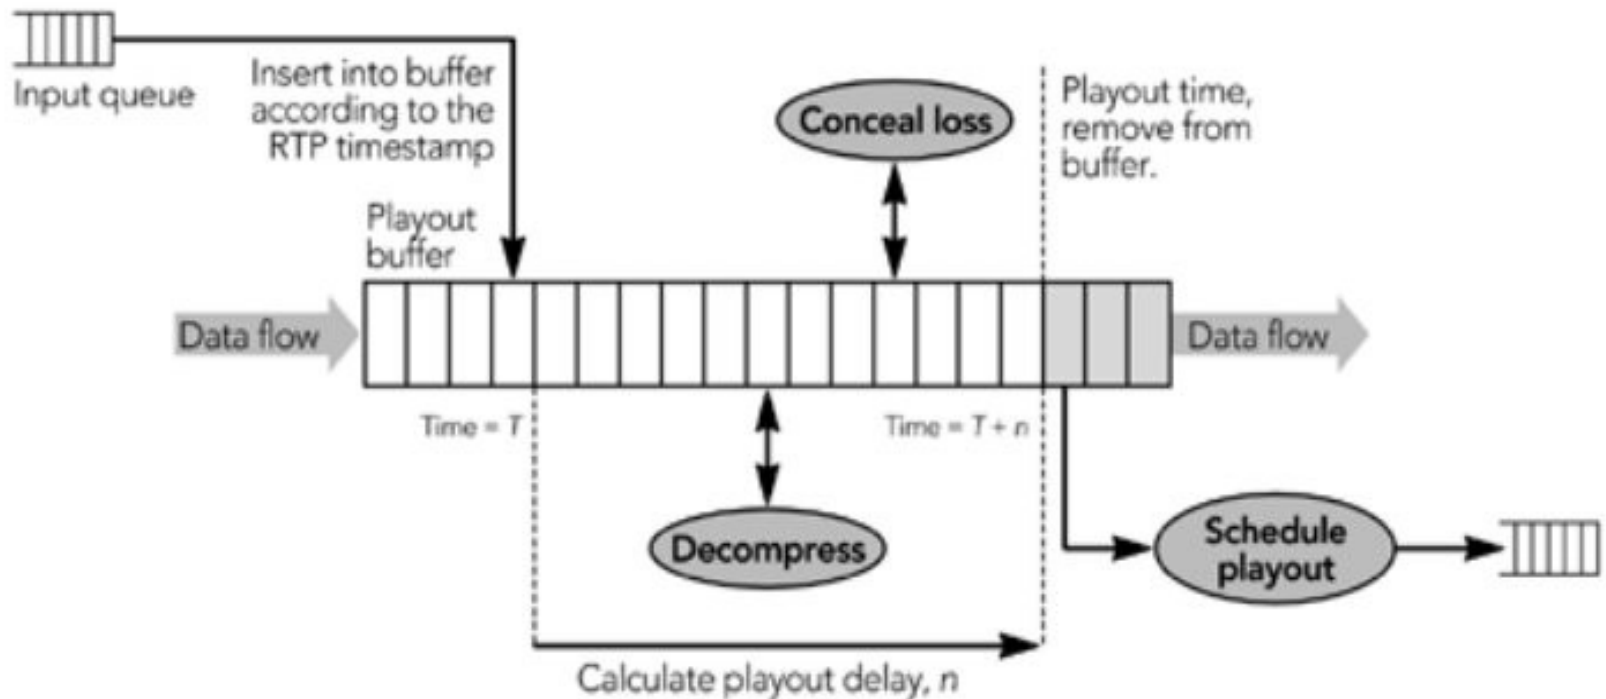 Input queue
Insert into buffer
according to the
RTP timestamp
Conceal loss
Playout time,
remove from
buffer.
Playout
buffer
Data flow
Data flow
Time = T
Time = T + n
Decompress
Schedule
playout
Calculate playout delay, n